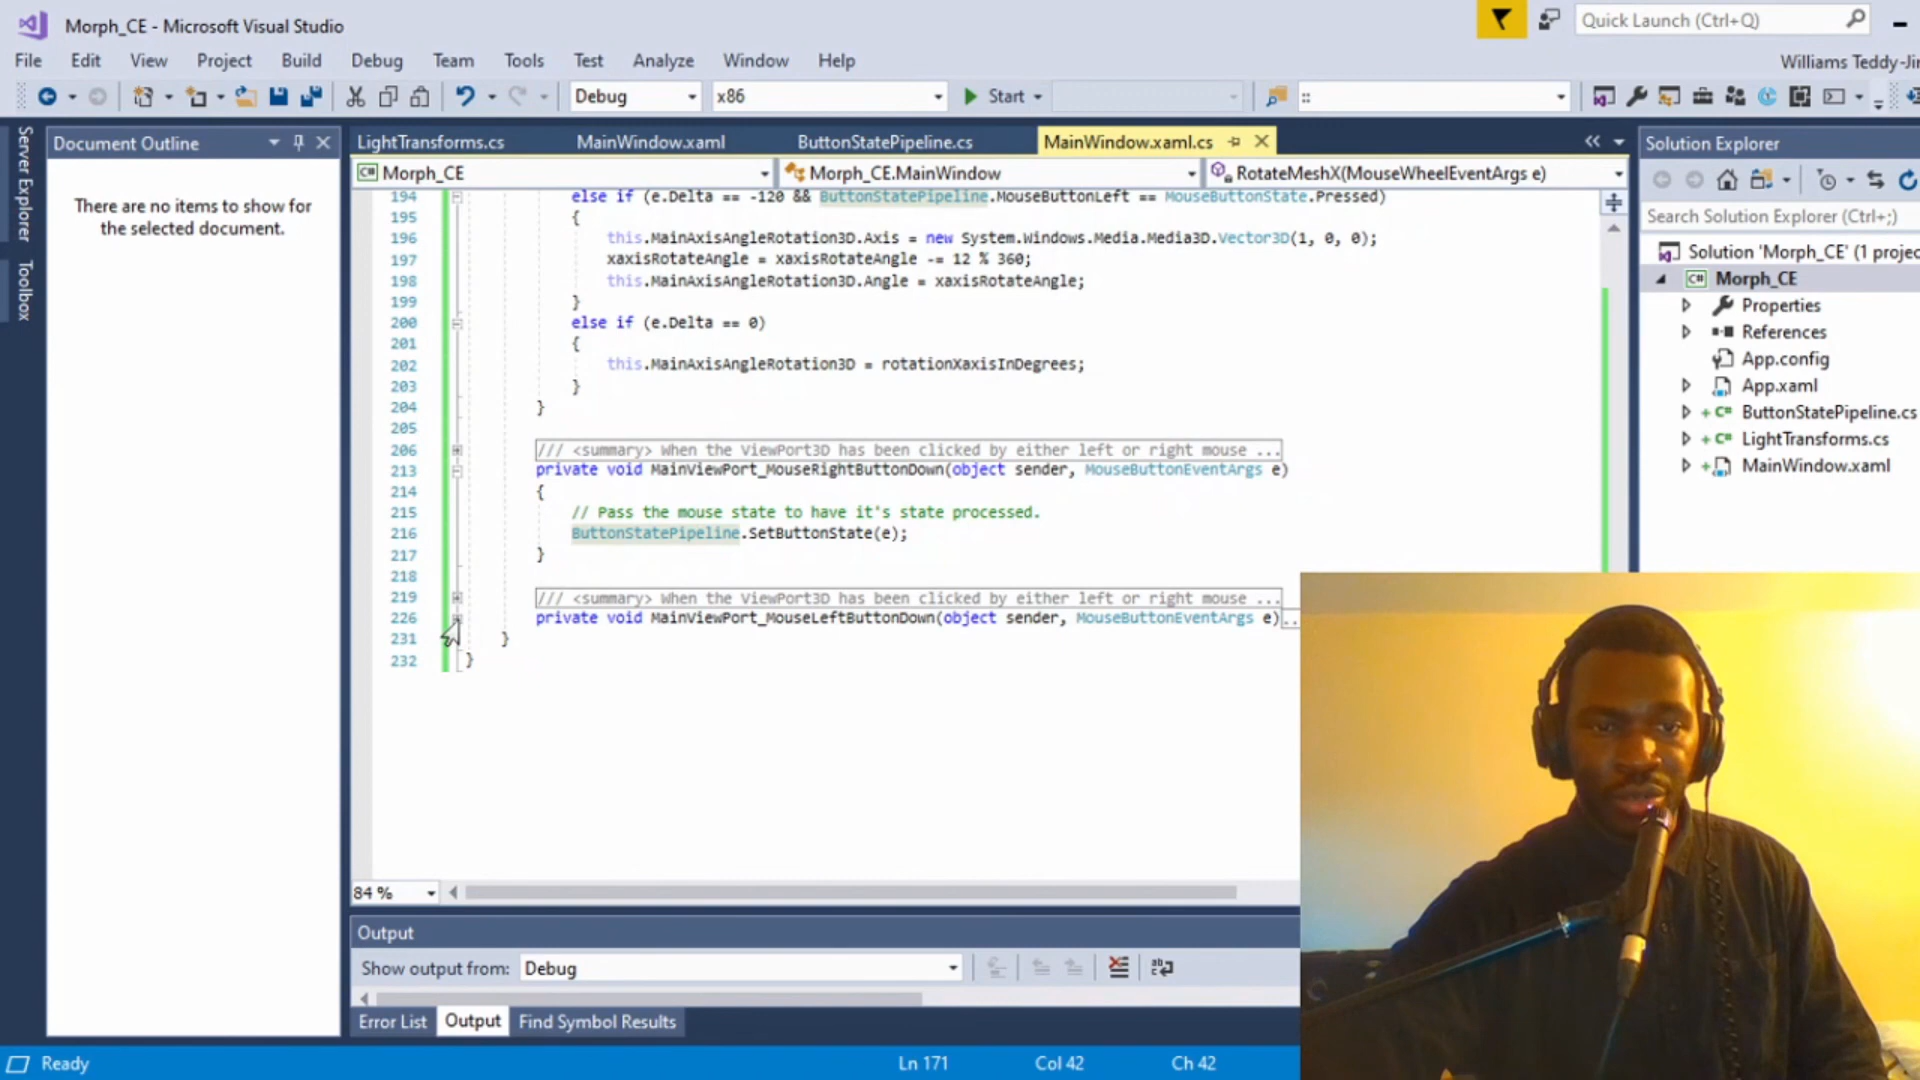 Morph_CE - Microsoft Visual Studio
Quick Launch (Ctrl+Q)
File Edit View Project Build Debug Team Tools Test Analyze Window Help
Williams Teddy-Ji
Debug x86 Start ::
Server Explorer
Toolbox
Document Outline
There are no items to show for
the selected document.
LightTransforms.cs MainWindow.xaml ButtonStatePipeline.cs MainWindow.xaml.cs
Morph_CE Morph_CE.MainWindow RotateMeshX(MouseWheelEventArgs e)
194 else if (e.Delta == -120 && ButtonStatePipeline.MouseButtonLeft == MouseButtonState.Pressed)
195 {
196 this.MainAxisAngleRotation3D.Axis = new System.Windows.Media.Media3D.Vector3D(1, 0, 0);
197 xaxisRotateAngle = xaxisRotateAngle -= 12 % 360;
198 this.MainAxisAngleRotation3D.Angle = xaxisRotateAngle;
199 }
200 else if (e.Delta == 0)
201 {
202 this.MainAxisAngleRotation3D = rotationXaxisInDegrees;
203 }
204 }
205
206 /// <summary> When the ViewPort3D has been clicked by either left or right mouse ...
213 private void MainViewPort_MouseRightButtonDown(object sender, MouseButtonEventArgs e)
214 {
215 // Pass the mouse state to have it's state processed.
216 ButtonStatePipeline.SetButtonState(e);
217 }
218
219 /// <summary> When the ViewPort3D has been clicked by either left or right mouse ...
226 private void MainViewPort_MouseLeftButtonDown(object sender, MouseButtonEventArgs e)..
231 }
232 }
84 %
Output
Show output from: Debug
Error List Output Find Symbol Results
Ready Ln 171 Col 42 Ch 42
Solution Explorer
Search Solution Explorer (Ctrl+;)
Solution 'Morph_CE' (1 projec
C# Morph_CE
Properties
References
App.config
App.xaml
+ C# ButtonStatePipeline.cs
+ C# LightTransforms.cs
+ MainWindow.xaml